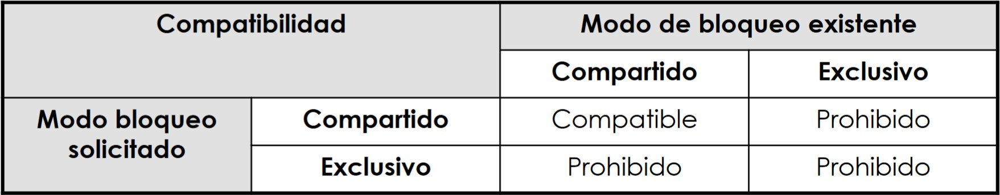 Compatibilidad
Modo de bloqueo existente
Compartido
Exclusivo
Modo bloqueo
solicitado
Compartido
Compatible
Prohibido
Exclusivo
Prohibido
Prohibido